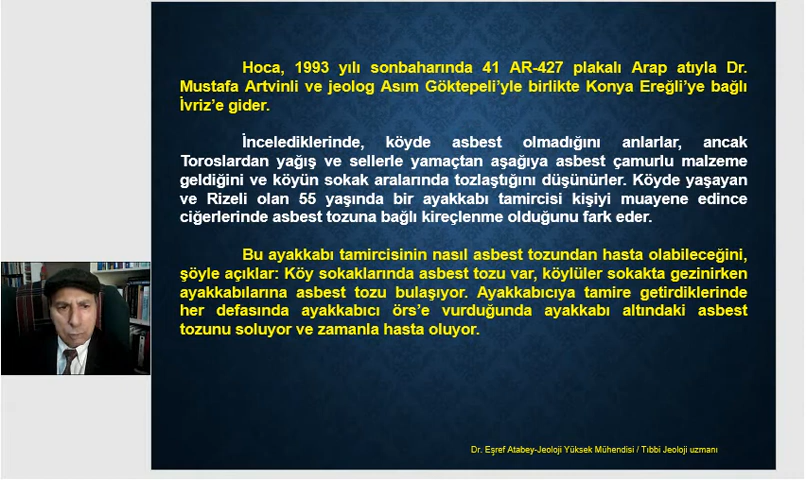 Hoca, 1993 yılı sonbaharında 41 AR-427 plakalı Arap atıyla Dr.
Mustafa Artvinli ve jeolog Asım Göktepeli’yle birlikte Konya Ereğli’ye bağlı
İvriz’e gider.
İncelediklerinde, köyde asbest olmadığını anlarlar, ancak
Toroslardan yağış ve sellerle yamaçtan aşağıya asbest çamurlu malzeme
geldiğini ve köyün sokak aralarında tozlaştığını düşünürler. Köyde yaşayan
ve Rizeli olan 55 yaşında bir ayakkabı tamircisi kişiyi muayene edince
ciğerlerinde asbest tozuna bağlı kireçlenme olduğunu fark eder.
Bu ayakkabı tamircisinin nasıl asbest tozundan hasta olabileceğini,
şöyle açıklar: Köy sokaklarında asbest tozu var, köylüler sokakta gezinirken
ayakkabılarına asbest tozu bulaşıyor. Ayakkabıcıya tamire getirdiklerinde
her defasında ayakkabıcı örs’e vurduğunda ayakkabı altındaki asbest
tozunu soluyor ve zamanla hasta oluyor.
Dr. Eşref Atabey-Jeoloji Yüksek Mühendisi / Tıbbi Jeoloji uzmanı